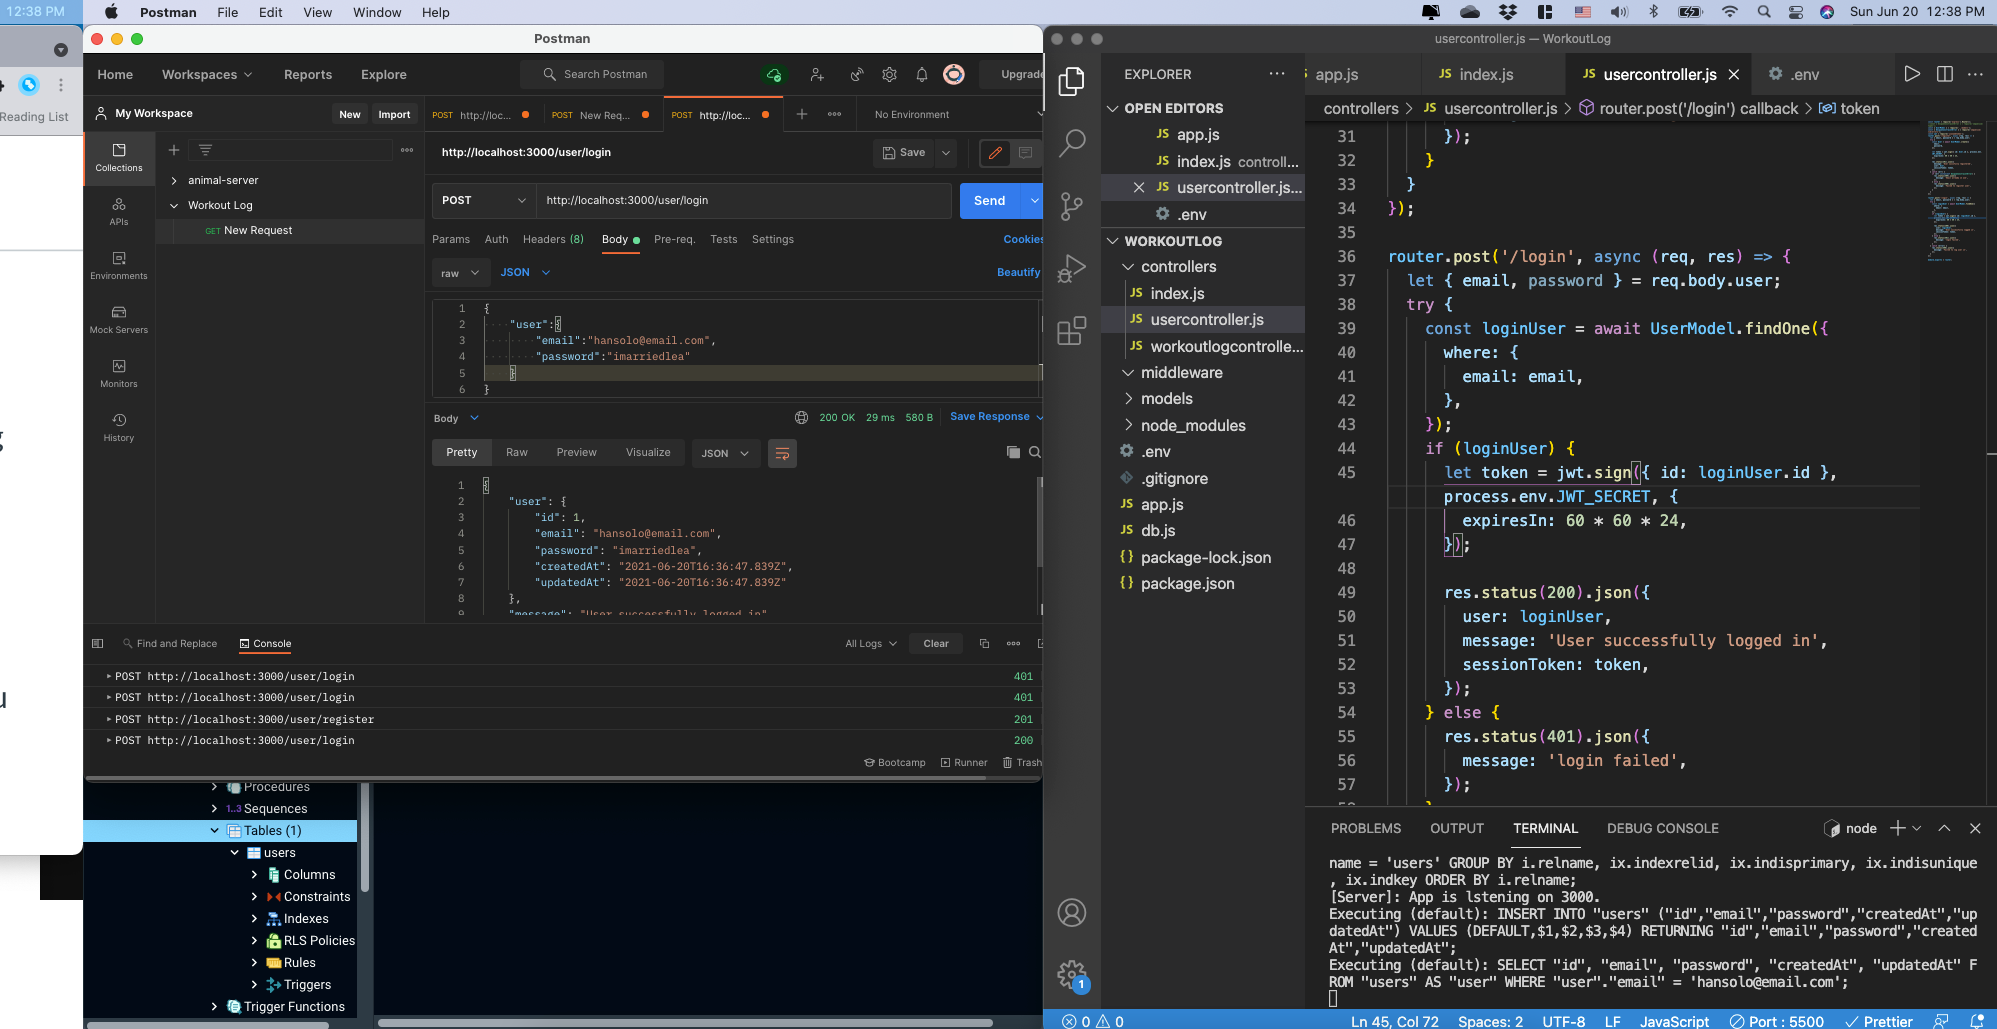 12:38 PM
Postman File Edit View Window Help
Sun Jun 20 12:38 PM
Reading List
Postman
Home Workspaces Reports Explore
Search Postman
Upgrade
My Workspace
New Import
POST http://loc...
POST New Req...
POST http://loc...
No Environment
Collections
APIs
Environments
Mock Servers
Monitors
History
animal-server
Workout Log
GET New Request
http://localhost:3000/user/login
Save
POST
http://localhost:3000/user/login
Send
Params Auth Headers (8) Body Pre-req. Tests Settings
Cookies
raw JSON
Beautify
1 {
2 "user":{
3 "email":"hansolo@email.com",
4 "password":"imarriedlea"
5 }
6 }
Body
200 OK 29 ms 580 B Save Response
Pretty Raw Preview Visualize JSON
1 {
2 "user": {
3 "id": 1,
4 "email": "hansolo@email.com",
5 "password": "imarriedlea",
6 "createdAt": "2021-06-20T16:36:47.839Z",
7 "updatedAt": "2021-06-20T16:36:47.839Z"
8 },
9 "message": "User successfully logged in"
Find and Replace Console
All Logs Clear
POST http://localhost:3000/user/login 401
POST http://localhost:3000/user/login 401
POST http://localhost:3000/user/register 201
POST http://localhost:3000/user/login 200
Bootcamp Runner Trash
Procedures
1..3 Sequences
Tables (1)
users
Columns
Constraints
Indexes
RLS Policies
Rules
Triggers
Trigger Functions
usercontroller.js — WorkoutLog
EXPLORER
OPEN EDITORS
JS app.js
JS index.js controll...
JS usercontroller.js...
.env
WORKOUTLOG
controllers
JS index.js
JS usercontroller.js
JS workoutlogcontrolle...
middleware
models
node_modules
.env
.gitignore
JS app.js
JS db.js
{} package-lock.json
{} package.json
1
app.js
JS index.js
JS usercontroller.js
.env
controllers > JS usercontroller.js > router.post('/login') callback > token
31 });
32 }
33 }
34 });
35
36 router.post('/login', async (req, res) => {
37 let { email, password } = req.body.user;
38 try {
39 const loginUser = await UserModel.findOne({
40 where: {
41 email: email,
42 },
43 });
44 if (loginUser) {
45 let token = jwt.sign({ id: loginUser.id },
process.env.JWT_SECRET, {
46 expiresIn: 60 * 60 * 24,
47 });
48
49 res.status(200).json({
50 user: loginUser,
51 message: 'User successfully logged in',
52 sessionToken: token,
53 });
54 } else {
55 res.status(401).json({
56 message: 'login failed',
57 });
PROBLEMS OUTPUT TERMINAL DEBUG CONSOLE
node
name = 'users' GROUP BY i.relname, ix.indexrelid, ix.indisprimary, ix.indisunique
, ix.indkey ORDER BY i.relname;
[Server]: App is lstening on 3000.
Executing (default): INSERT INTO "users" ("id","email","password","createdAt","up
datedAt") VALUES (DEFAULT,$1,$2,$3,$4) RETURNING "id","email","password","created
At","updatedAt";
Executing (default): SELECT "id", "email", "password", "createdAt", "updatedAt" F
ROM "users" AS "user" WHERE "user"."email" = 'hansolo@email.com';
0 0
Ln 45, Col 72 Spaces: 2 UTF-8 LF JavaScript Port : 5500 Prettier